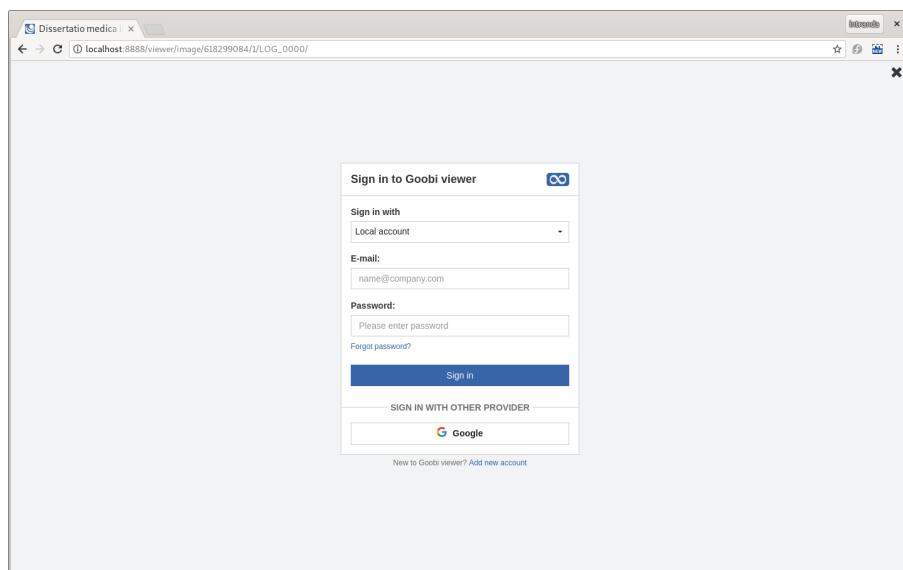 Dissertatio medica i
intranda
localhost:8888/viewer/image/618299084/1/LOG_0000/
Sign in to Goobi viewer
Sign in with
Local account
E-mail:
name@company.com
Password:
Please enter password
Forgot password?
Sign in
SIGN IN WITH OTHER PROVIDER
Google
New to Goobi viewer? Add new account